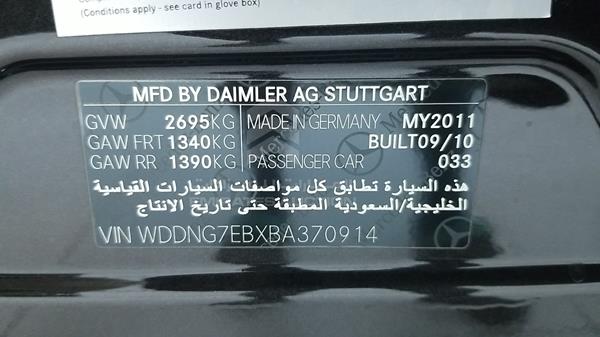 (Conditions apply - see card in glove box)
MFD BY DAIMLER AG STUTTGART
GVW 2695KG MADE IN GERMANY MY2011
GAW FRT 1340KG BUILT09/10
GAW RR 1390KG PASSENGER CAR 033
هذه السيارة تطابق كل مواصفات السيارات القياسية
الخليجية/السعودية المطبقة حتى تاريخ الانتاج
VIN WDDNG7EBXBA370914